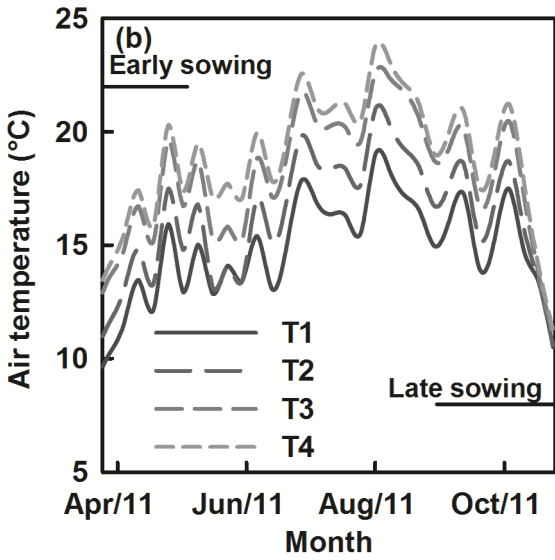 25
(b)
Early sowing
20
15
10
5
Air temperature (°C)
T1
T2
T3
T4
Late sowing
Apr/11 Jun/11 Aug/11 Oct/11
Month